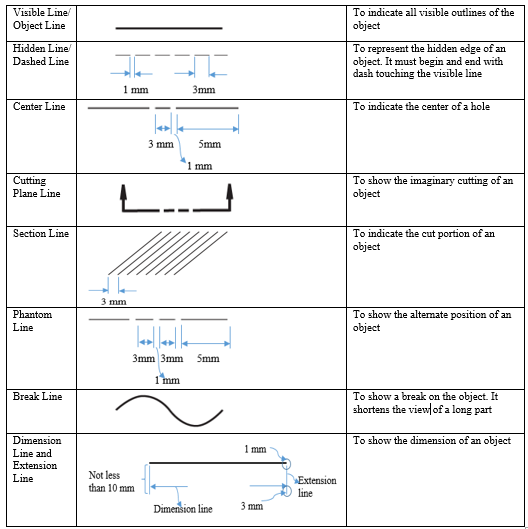 Visible Line/
Object Line
To indicate all visible outlines of the
object
Hidden Line/
Dashed Line
1 mm
3mm
To represent the hidden edge of an
object. It must begin and end with
dash touching the visible line
Center Line
3 mm
5mm
1 mm
To indicate the center of a hole
Cutting
Plane Line
To show the imaginary cutting of an
object
Section Line
3 mm
To indicate the cut portion of an
object
Phantom
Line
3mm
3mm
5mm
1 mm
To show the alternate position of an
object
Break Line
To show a break on the object. It
shortens the view of a long part
Dimension
Line and
Extension
Line
1 mm
Not less
than 10 mm
Extension
line
Dimension line
3 mm
To show the dimension of an object